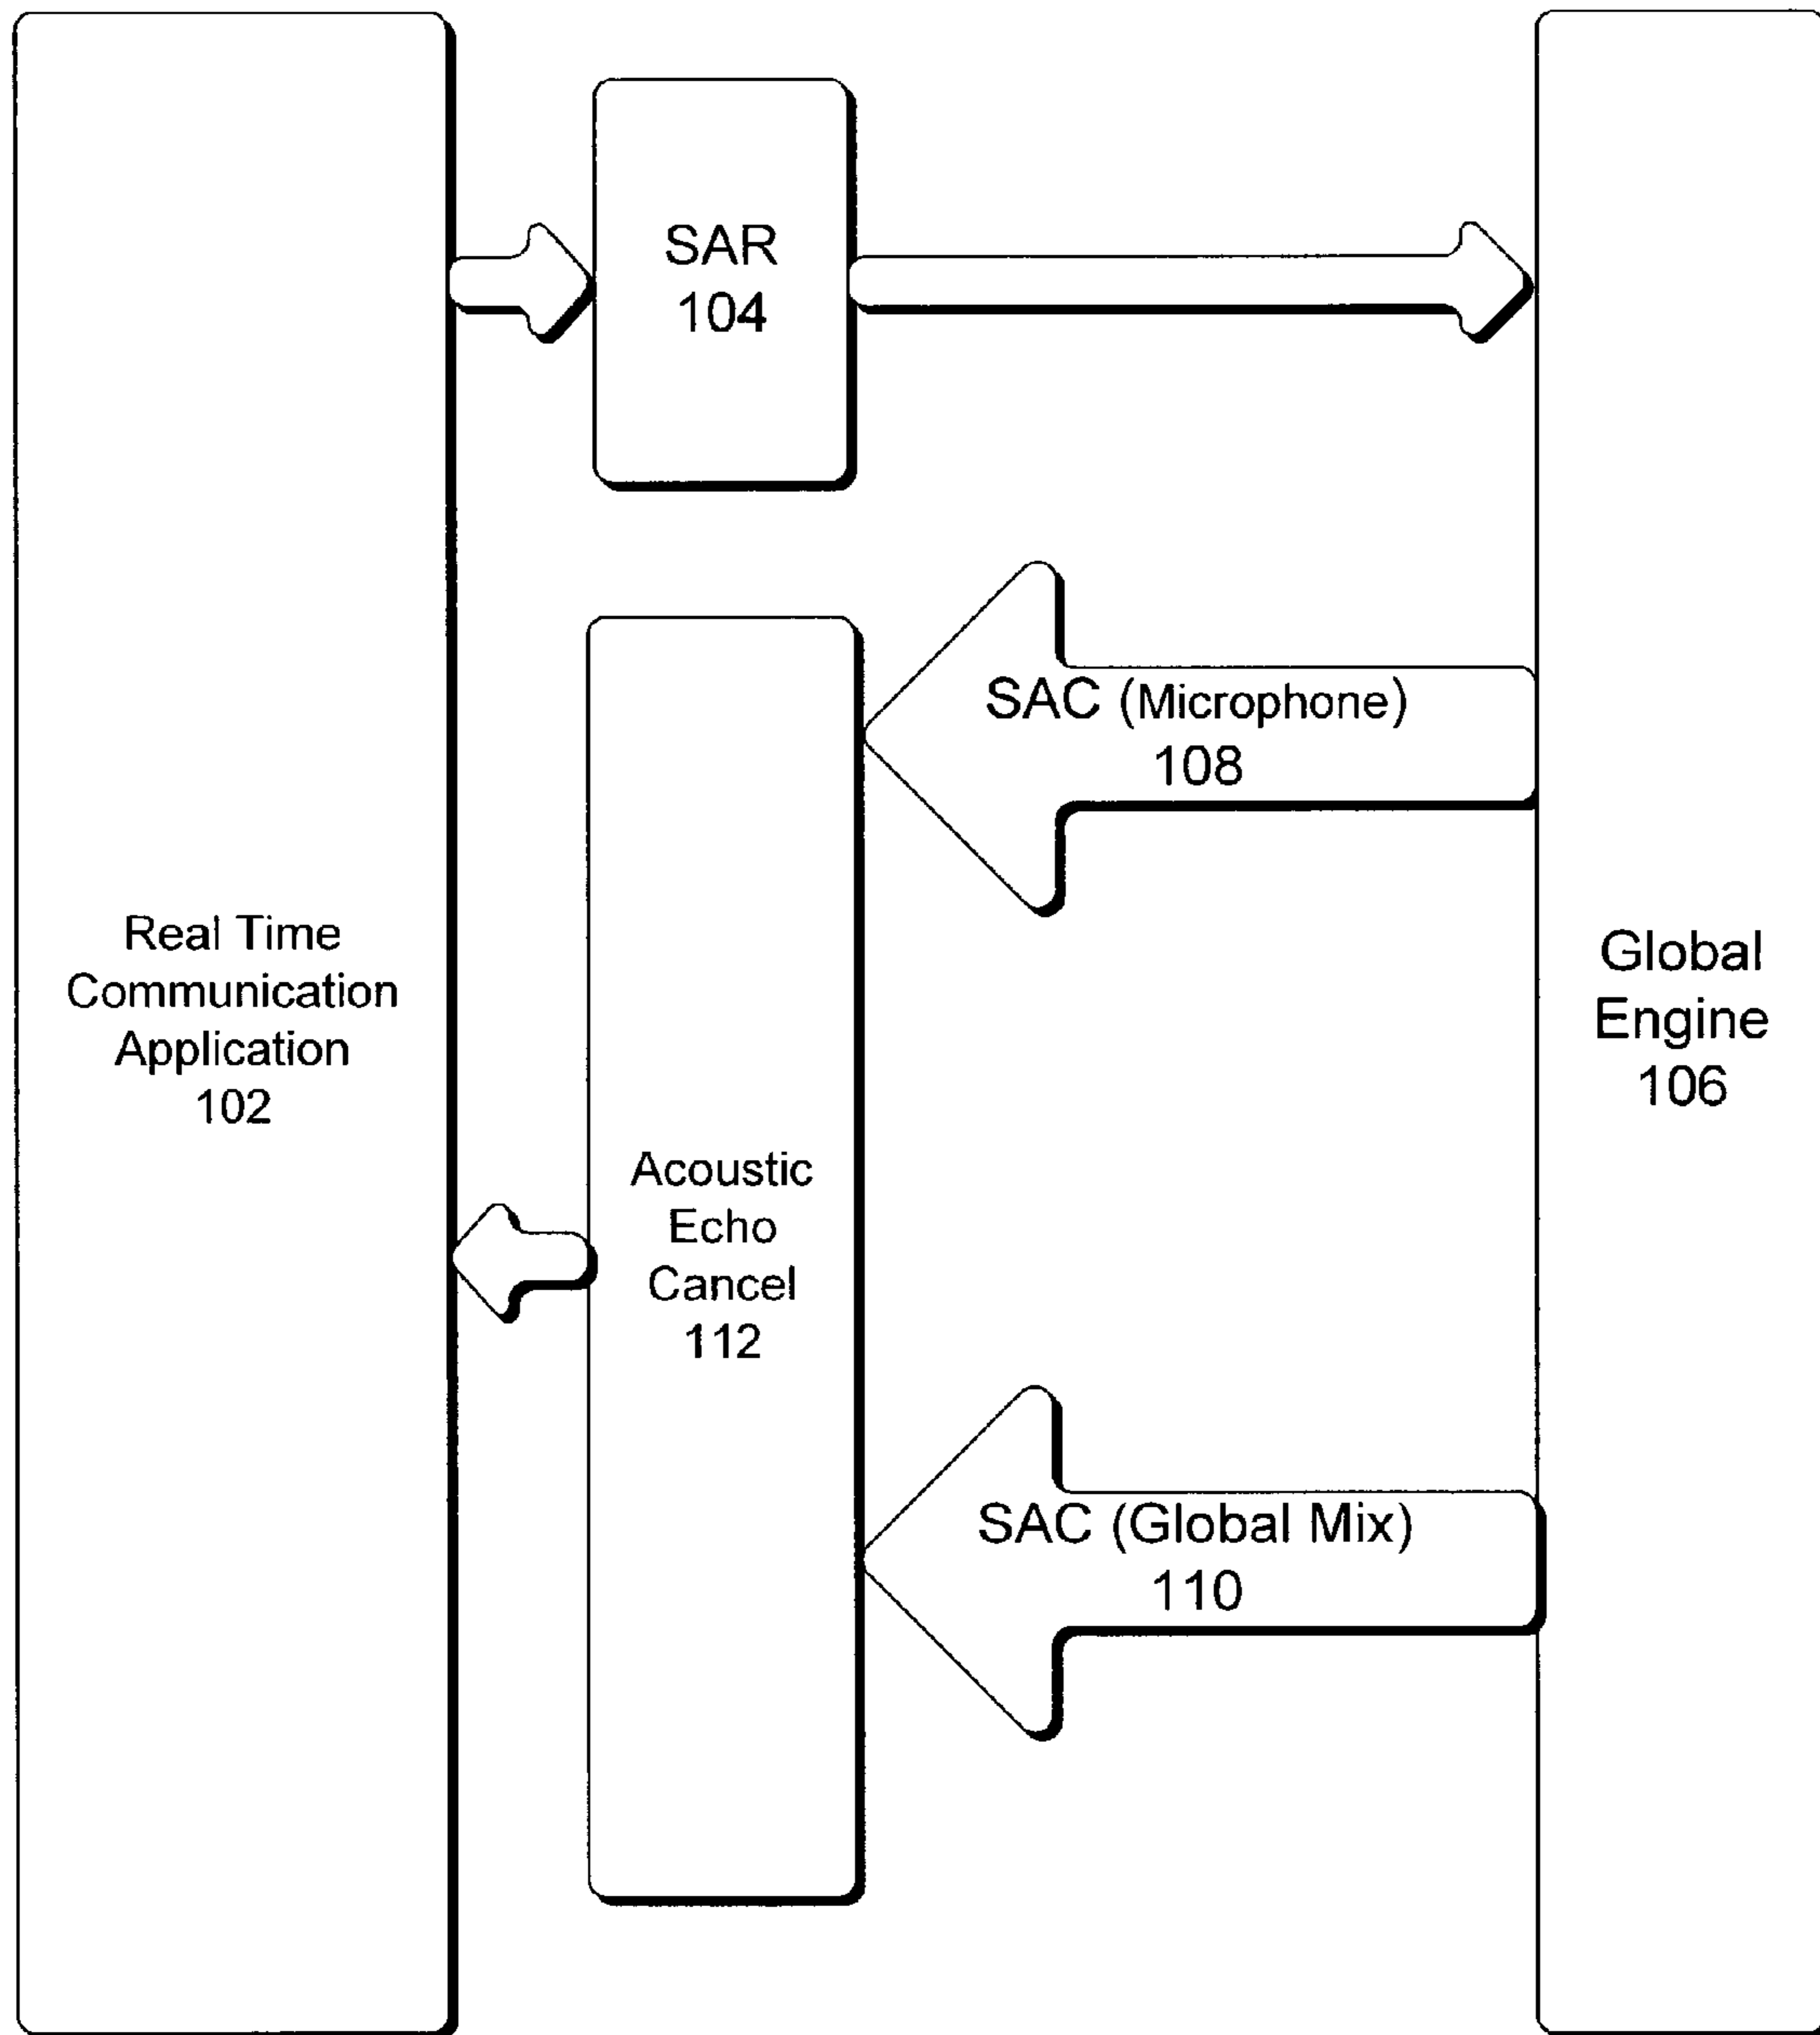 SAR
104
SAC (Microphone)
108
Real Time
Communication
Application
102
Global
Engine
106
Acoustic
Echo
Cancel
112
SAC (Global Mix)
110